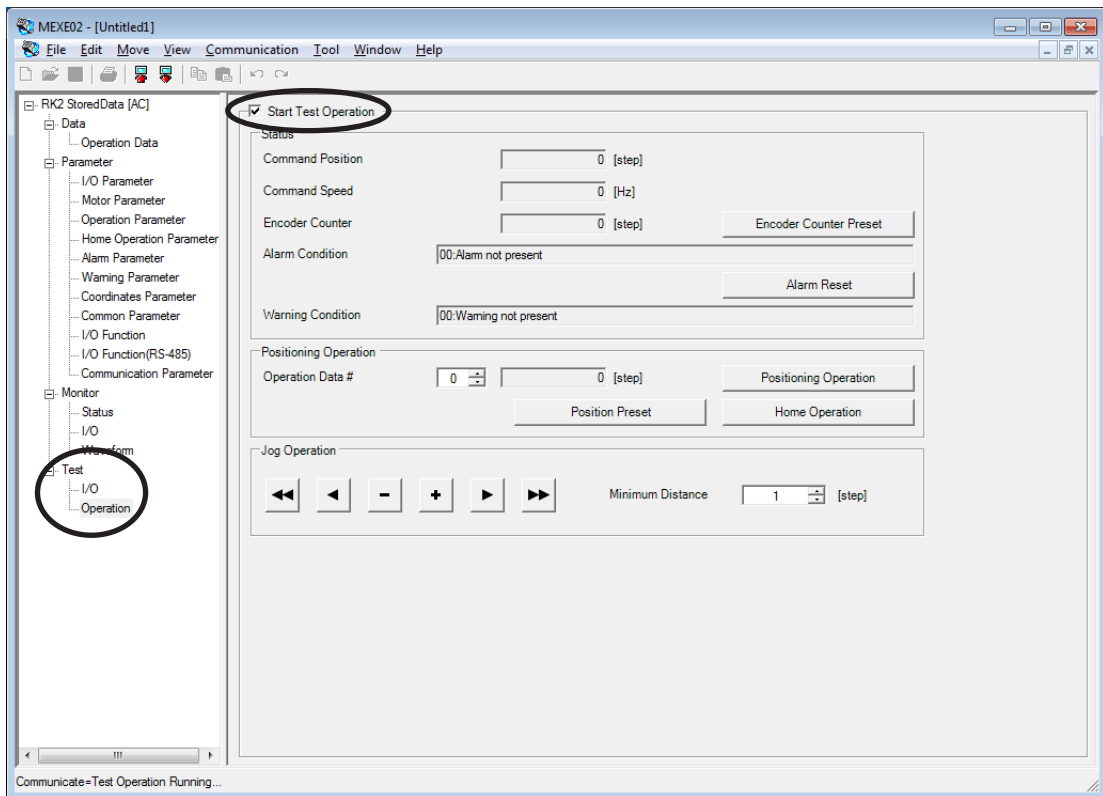 MEXE02 - [Untitled1]
File Edit Move View Communication Tool Window Help
RK2 StoredData [AC]
Data
Operation Data
Parameter
I/O Parameter
Motor Parameter
Operation Parameter
Home Operation Parameter
Alarm Parameter
Warning Parameter
Coordinates Parameter
Common Parameter
I/O Function
I/O Function(RS-485)
Communication Parameter
Monitor
Status
I/O
Waveform
Test
I/O
Operation
Start Test Operation
Status
Command Position 0 [step]
Command Speed 0 [Hz]
Encoder Counter 0 [step] Encoder Counter Preset
Alarm Condition 00:Alarm not present
Alarm Reset
Warning Condition 00:Warning not present
Positioning Operation
Operation Data # 0 0 [step] Positioning Operation
Position Preset Home Operation
Jog Operation
- + Minimum Distance 1 [step]
Communicate=Test Operation Running...